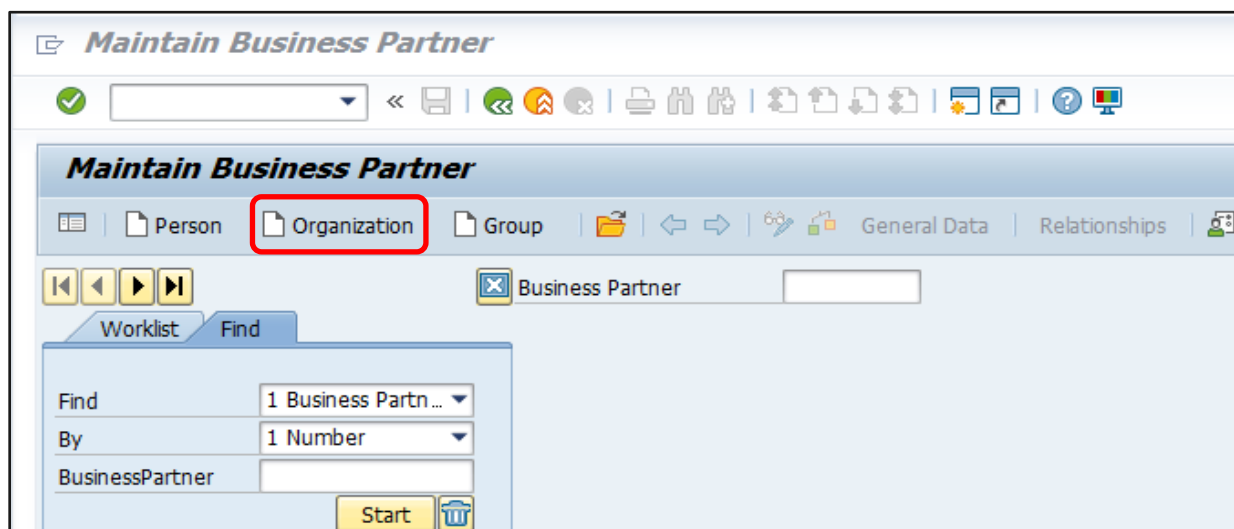 Maintain Business Partner
Maintain Business Partner
Person Organization Group General Data Relationships
Business Partner
Worklist Find
Find 1 Business Partn...
By 1 Number
BusinessPartner
Start